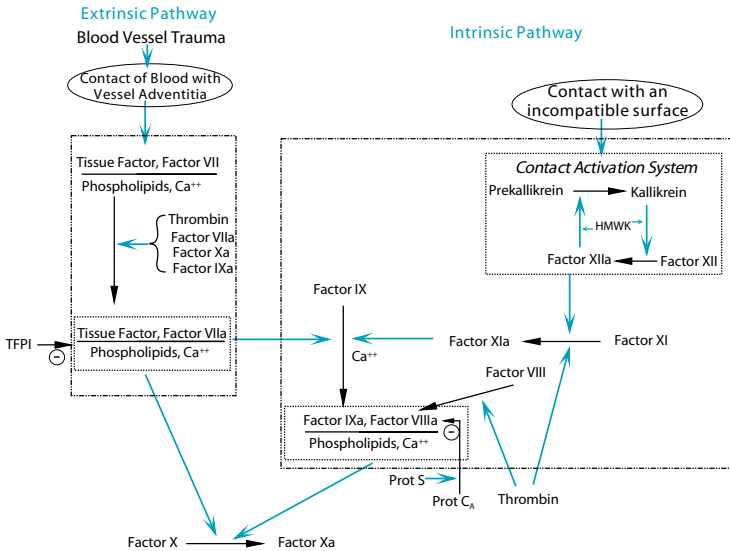 Extrinsic Pathway
Blood Vessel Trauma
Contact of Blood with
Vessel Adventitia
Tissue Factor, Factor VII
Phospholipids, Ca++
Thrombin
Factor VIIa
Factor Xa
Factor IXa
TFPI
−
Tissue Factor, Factor VIIa
Phospholipids, Ca++
Intrinsic Pathway
Contact with an
incompatible surface
Contact Activation System
Prekallikrein
Kallikrein
HMWK
Factor XIIa
Factor XII
Factor IX
Ca++
Factor XIa
Factor XI
Factor VIII
Factor IXa, Factor VIIIa
Phospholipids, Ca++
−
Prot S
Prot CA
Thrombin
Factor X
Factor Xa